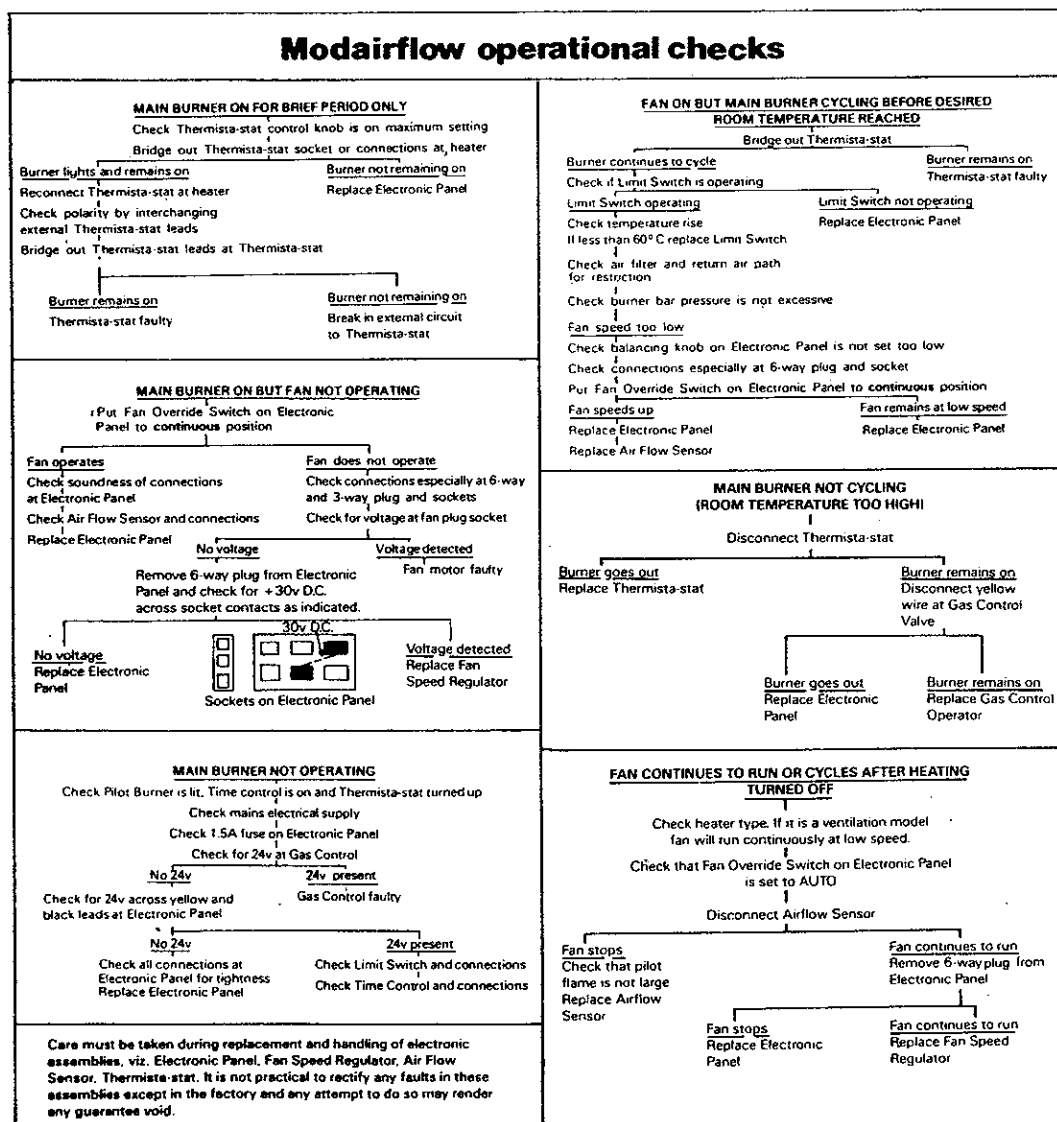 Modairflow operational checks
MAIN BURNER ON FOR BRIEF PERIOD ONLY
Check Thermista-stat control knob is on maximum setting
Bridge out Thermista-stat socket or connections at heater
Burner lights and remains on
Reconnect Thermista-stat at heater
Check polarity by interchanging
external Thermista-stat leads
Bridge out Thermista-stat leads at Thermista-stat
Burner not remaining on
Replace Electronic Panel
Burner remains on
Thermista-stat faulty
Burner not remaining on
Break in external circuit
to Thermista-stat
MAIN BURNER ON BUT FAN NOT OPERATING
Put Fan Override Switch on Electronic
Panel to continuous position
Fan operates
Check soundness of connections
at Electronic Panel
Check Air Flow Sensor and connections
Replace Electronic Panel
Fan does not operate
Check connections especially at 6-way
and 3-way plug and sockets
Check for voltage at fan plug socket
No voltage
Remove 6-way plug from Electronic
Panel and check for +30v D.C.
across socket contacts as indicated.
Voltage detected
Fan motor faulty
No voltage
Replace Electronic
Panel
30v D.C.
Sockets on Electronic Panel
Voltage detected
Replace Fan
Speed Regulator
MAIN BURNER NOT OPERATING
Check Pilot Burner is lit. Time control is on and Thermista-stat turned up
Check mains electrical supply
Check 1.5A fuse on Electronic Panel
Check for 24v at Gas Control
No 24v
Check for 24v across yellow and
black leads at Electronic Panel
24v present
Gas Control faulty
No 24v
Check all connections at
Electronic Panel for tightness
Replace Electronic Panel
24v present
Check Limit Switch and connections
Check Time Control and connections
Care must be taken during replacement and handling of electronic
assemblies, viz. Electronic Panel, Fan Speed Regulator, Air Flow
Sensor, Thermista-stat. It is not practical to rectify any faults in these
assemblies except in the factory and any attempt to do so may render
any guarantee void.
FAN ON BUT MAIN BURNER CYCLING BEFORE DESIRED
ROOM TEMPERATURE REACHED
Bridge out Thermista-stat
Burner continues to cycle
Check if Limit Switch is operating
Burner remains on
Thermista-stat faulty
Limit Switch operating
Check temperature rise
If less than 60°C replace Limit Switch
Check air filter and return air path
for restriction
Check burner bar pressure is not excessive
Limit Switch not operating
Replace Electronic Panel
Fan speed too low
Check balancing knob on Electronic Panel is not set too low
Check connections especially at 6-way plug and socket
Put Fan Override Switch on Electronic Panel to continuous position
Fan speeds up
Replace Electronic Panel
Replace Air Flow Sensor
Fan remains at low speed
Replace Electronic Panel
MAIN BURNER NOT CYCLING
(ROOM TEMPERATURE TOO HIGH)
Disconnect Thermista-stat
Burner goes out
Replace Thermista-stat
Burner remains on
Disconnect yellow
wire at Gas Control
Valve
Burner goes out
Replace Electronic
Panel
Burner remains on
Replace Gas Control
Operator
FAN CONTINUES TO RUN OR CYCLES AFTER HEATING
TURNED OFF
Check heater type. If it is a ventilation model
fan will run continuously at low speed.
Check that Fan Override Switch on Electronic Panel
is set to AUTO
Disconnect Airflow Sensor
Fan stops
Check that pilot
flame is not large
Replace Airflow
Sensor
Fan continues to run
Remove 6-way plug from
Electronic Panel
Fan stops
Replace Electronic
Panel
Fan continues to run
Replace Fan Speed
Regulator